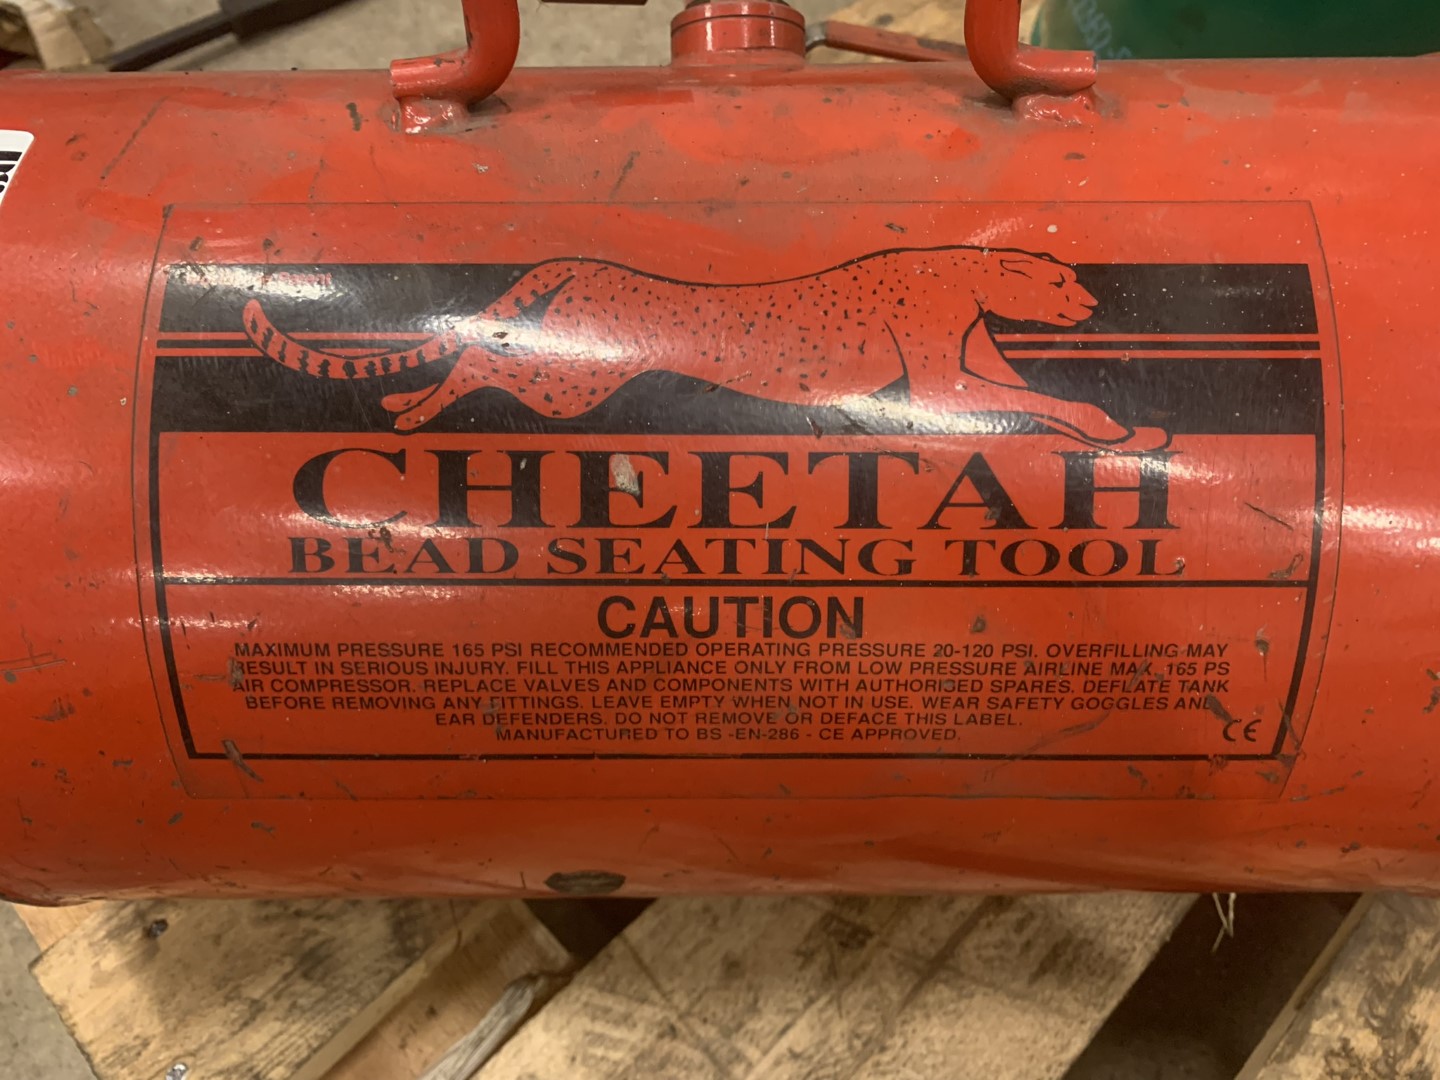 CHEETAH
BEAD SEATING TOOL
CAUTION
MAXIMUM PRESSURE 165 PSI RECOMMENDED OPERATING PRESSURE 20-120 PSI. OVERFILLING MAY
RESULT IN SERIOUS INJURY. FILL THIS APPLIANCE ONLY FROM LOW PRESSURE AIRLINE MAX. 165 PS
AIR COMPRESSOR. REPLACE VALVES AND COMPONENTS WITH AUTHORISED SPARES. DEFLATE TANK
BEFORE REMOVING ANY FITTINGS. LEAVE EMPTY WHEN NOT IN USE. WEAR SAFETY GOGGLES AND
EAR DEFENDERS. DO NOT REMOVE OR DEFACE THIS LABEL.
MANUFACTURED TO BS -EN-286 - CE APPROVED.
CE